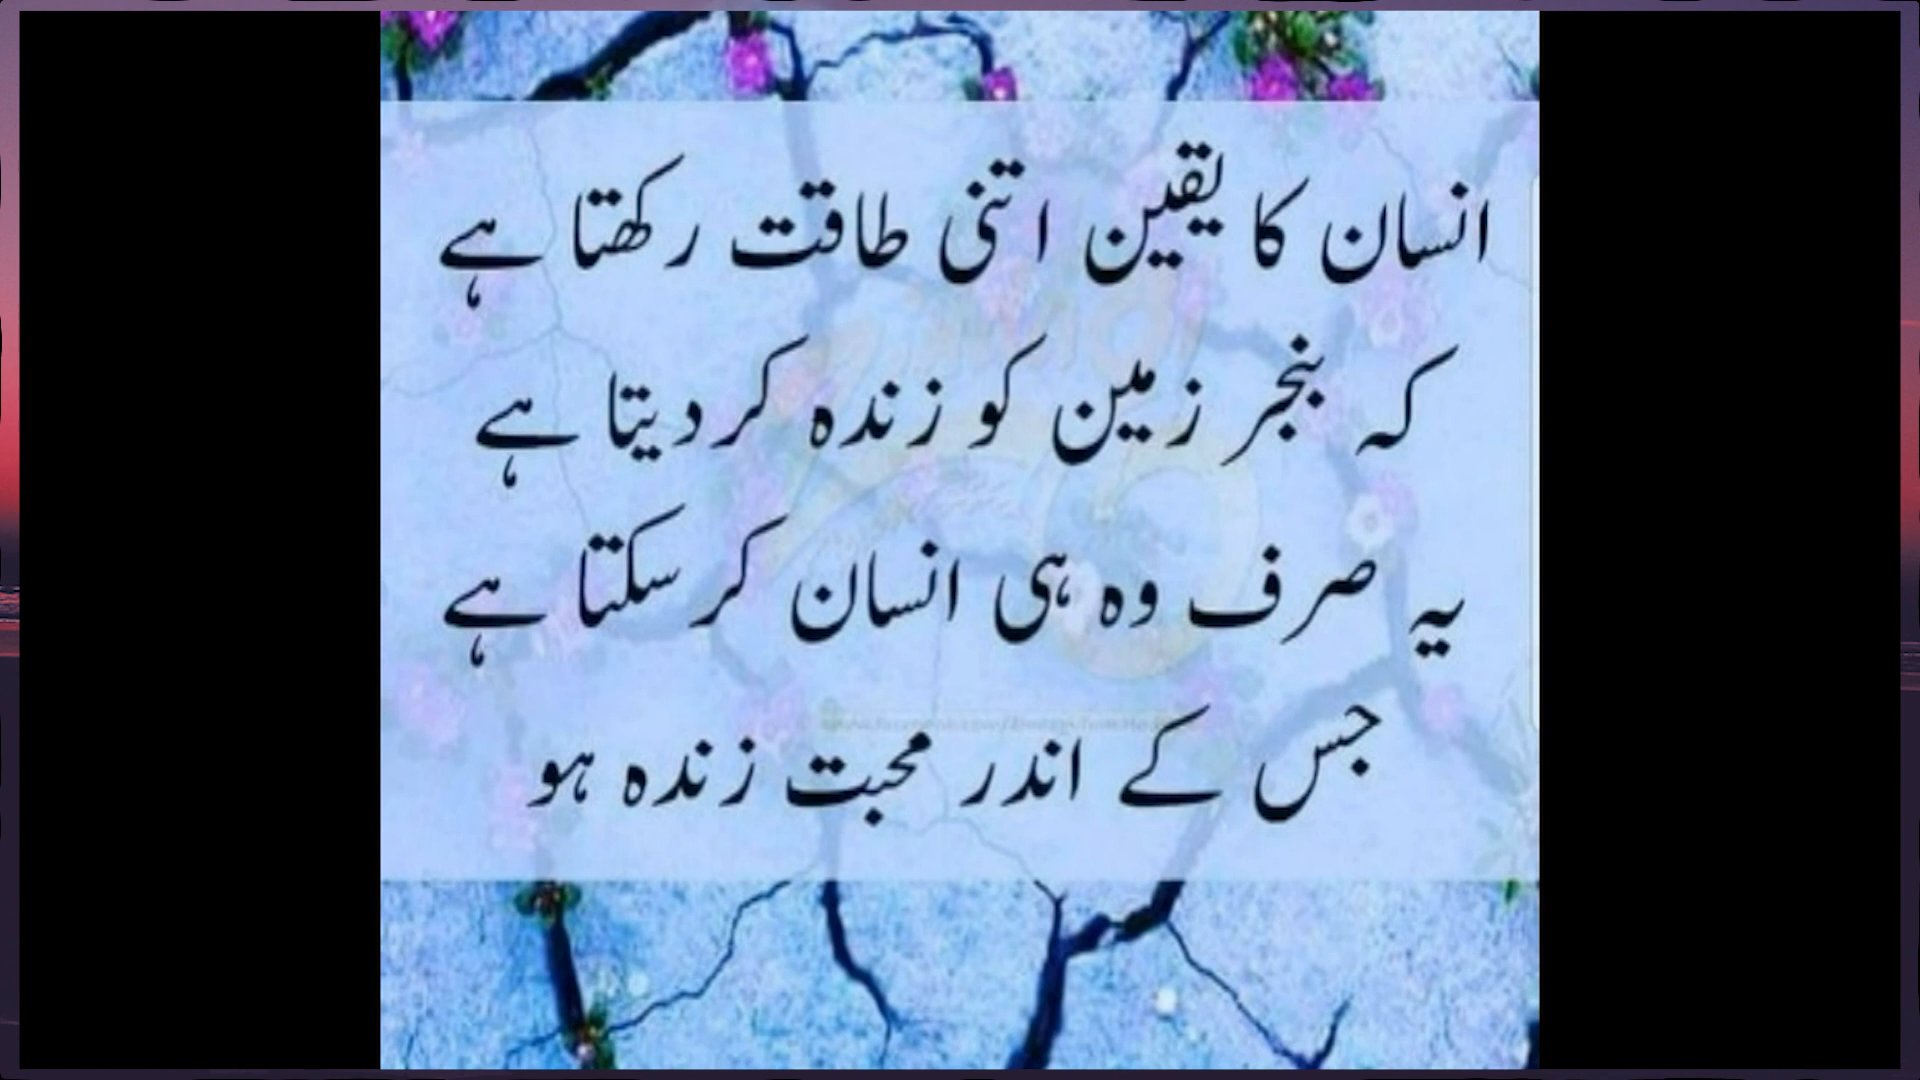 انسان کا یقین اتنی طاقت رکھتا ہے
کہ بنجر زمین کو زندہ کر دیتا ہے
یہ صرف وہ ہی انسان کر سکتا ہے
جس کے اندر محبت زندہ ہو